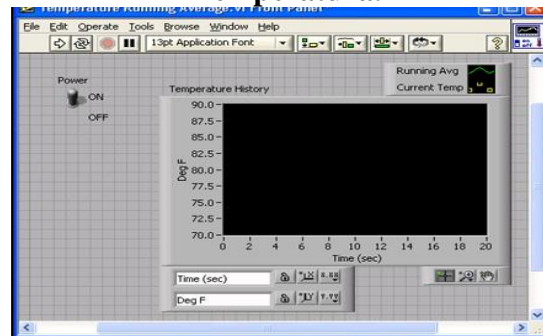 Temperature Running Average.vi Front Panel
File Edit Operate Tools Browse Window Help
13pt Application Font
?
Power
ON
OFF
Running Avg
Current Temp
Temperature History
Deg F
90.0
87.5
85.0
82.5
80.0
77.5
75.0
72.5
70.0
0 2 4 6 8 10 12 14 16 18 20
Time (sec)
Time (sec)
Deg F